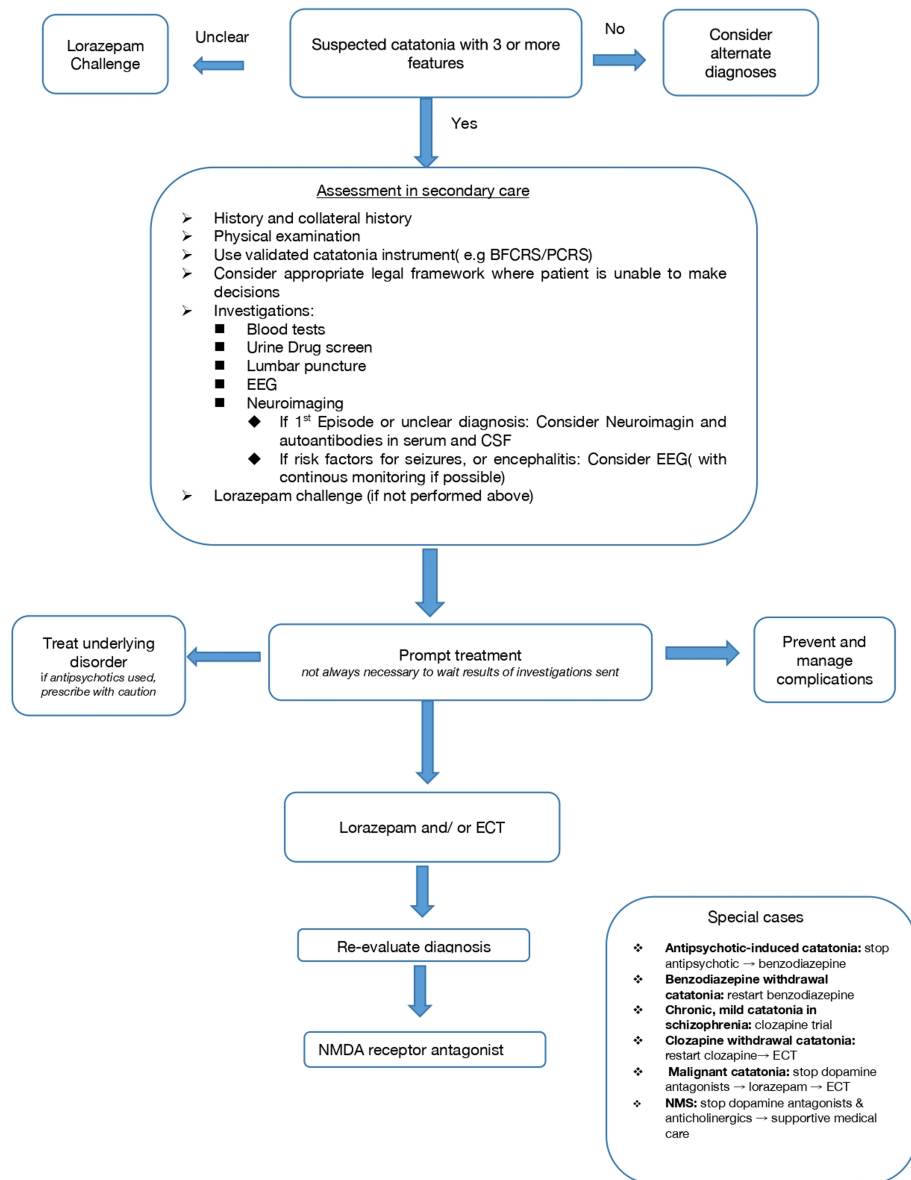 Lorazepam
Challenge
Unclear
Suspected catatonia with 3 or more
features
No
Consider
alternate
diagnoses
Yes
Assessment in secondary care
➢ History and collateral history
➢ Physical examination
➢ Use validated catatonia instrument( e.g BFCRS/PCRS)
➢ Consider appropriate legal framework where patient is unable to make
decisions
➢ Investigations:
■ Blood tests
■ Urine Drug screen
■ Lumbar puncture
■ EEG
■ Neuroimaging
◆ If 1st Episode or unclear diagnosis: Consider Neuroimagin and
autoantibodies in serum and CSF
◆ If risk factors for seizures, or encephalitis: Consider EEG( with
continous monitoring if possible)
➢ Lorazepam challenge (if not performed above)
Treat underlying
disorder
if antipsychotics used,
prescribe with caution
Prompt treatment
not always necessary to wait results of investigations sent
Prevent and
manage
complications
Lorazepam and/ or ECT
Re-evaluate diagnosis
NMDA receptor antagonist
Special cases
❖ Antipsychotic-induced catatonia: stop
antipsychotic → benzodiazepine
❖ Benzodiazepine withdrawal
catatonia: restart benzodiazepine
❖ Chronic, mild catatonia in
schizophrenia: clozapine trial
❖ Clozapine withdrawal catatonia:
restart clozapine→ ECT
❖ Malignant catatonia: stop dopamine
antagonists → lorazepam → ECT
❖ NMS: stop dopamine antagonists &
anticholinergics → supportive medical
care